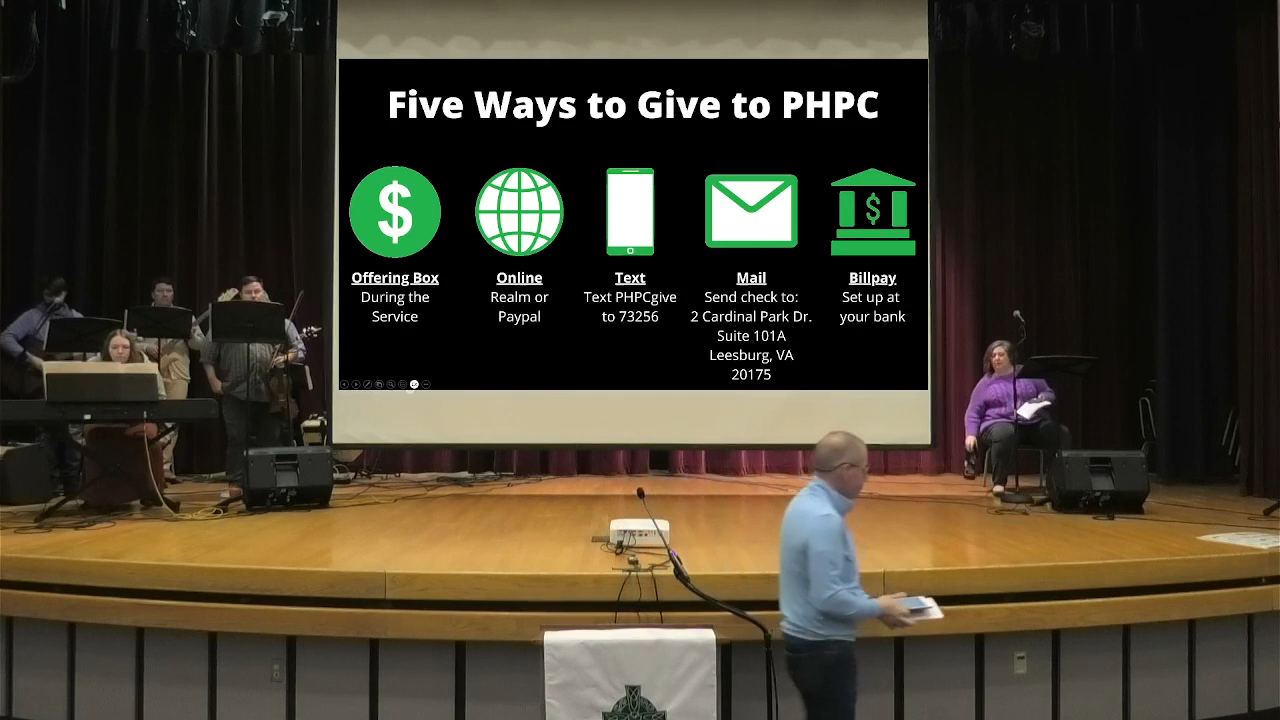 Five Ways to Give to PHPC
$
$
Offering Box
During the
Service
Online
Realm or
Paypal
Text
Text PHPCgive
to 73256
Mail
Send check to:
2 Cardinal Park Dr.
Suite 101A
Leesburg, VA
20175
Billpay
Set up at
your bank